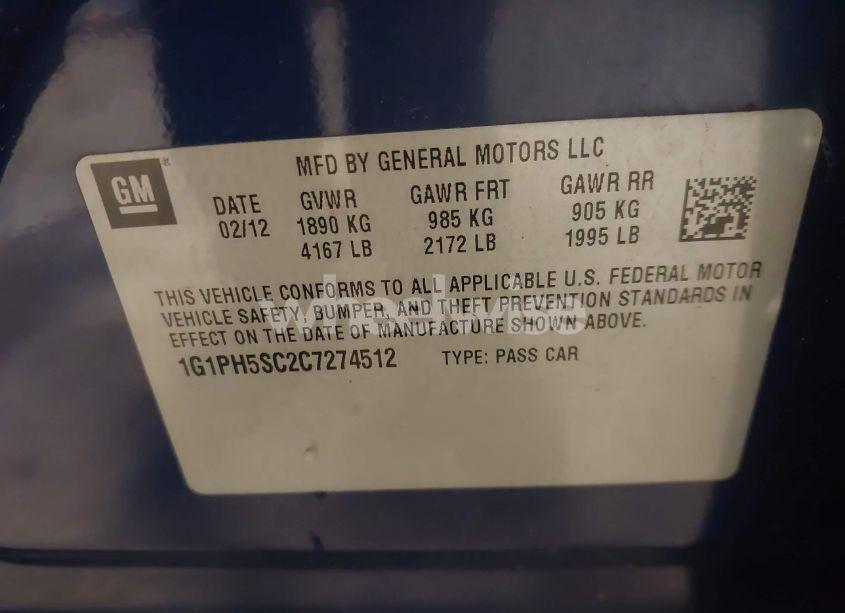 GM
MFD BY GENERAL MOTORS LLC
DATE GVWR GAWR FRT GAWR RR
02/12 1890 KG 985 KG 905 KG
4167 LB 2172 LB 1995 LB
THIS VEHICLE CONFORMS TO ALL APPLICABLE U.S. FEDERAL MOTOR
VEHICLE SAFETY, BUMPER, AND THEFT PREVENTION STANDARDS IN
EFFECT ON THE DATE OF MANUFACTURE SHOWN ABOVE.
1G1PH5SC2C7274512 TYPE: PASS CAR
wheelwise